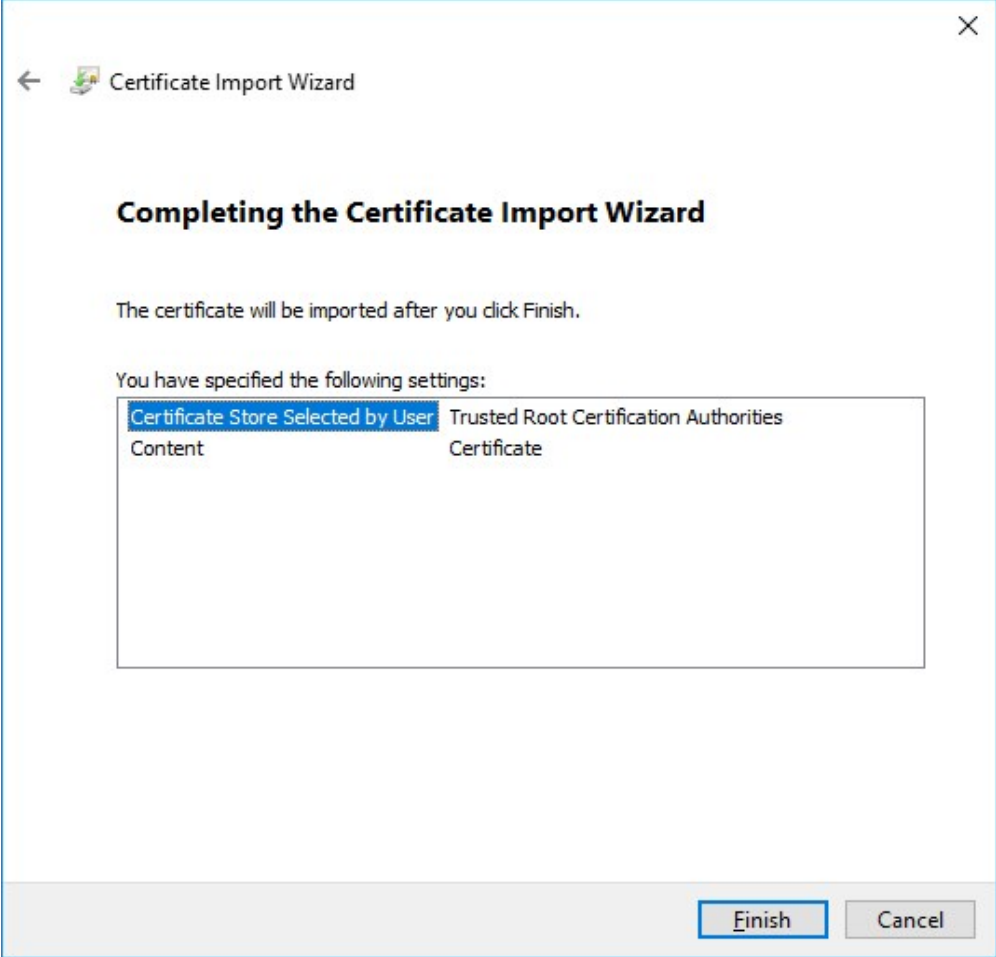 Certificate Import Wizard
Completing the Certificate Import Wizard
The certificate will be imported after you click Finish.
You have specified the following settings:
Certificate Store Selected by User Trusted Root Certification Authorities
Content Certificate
Finish Cancel